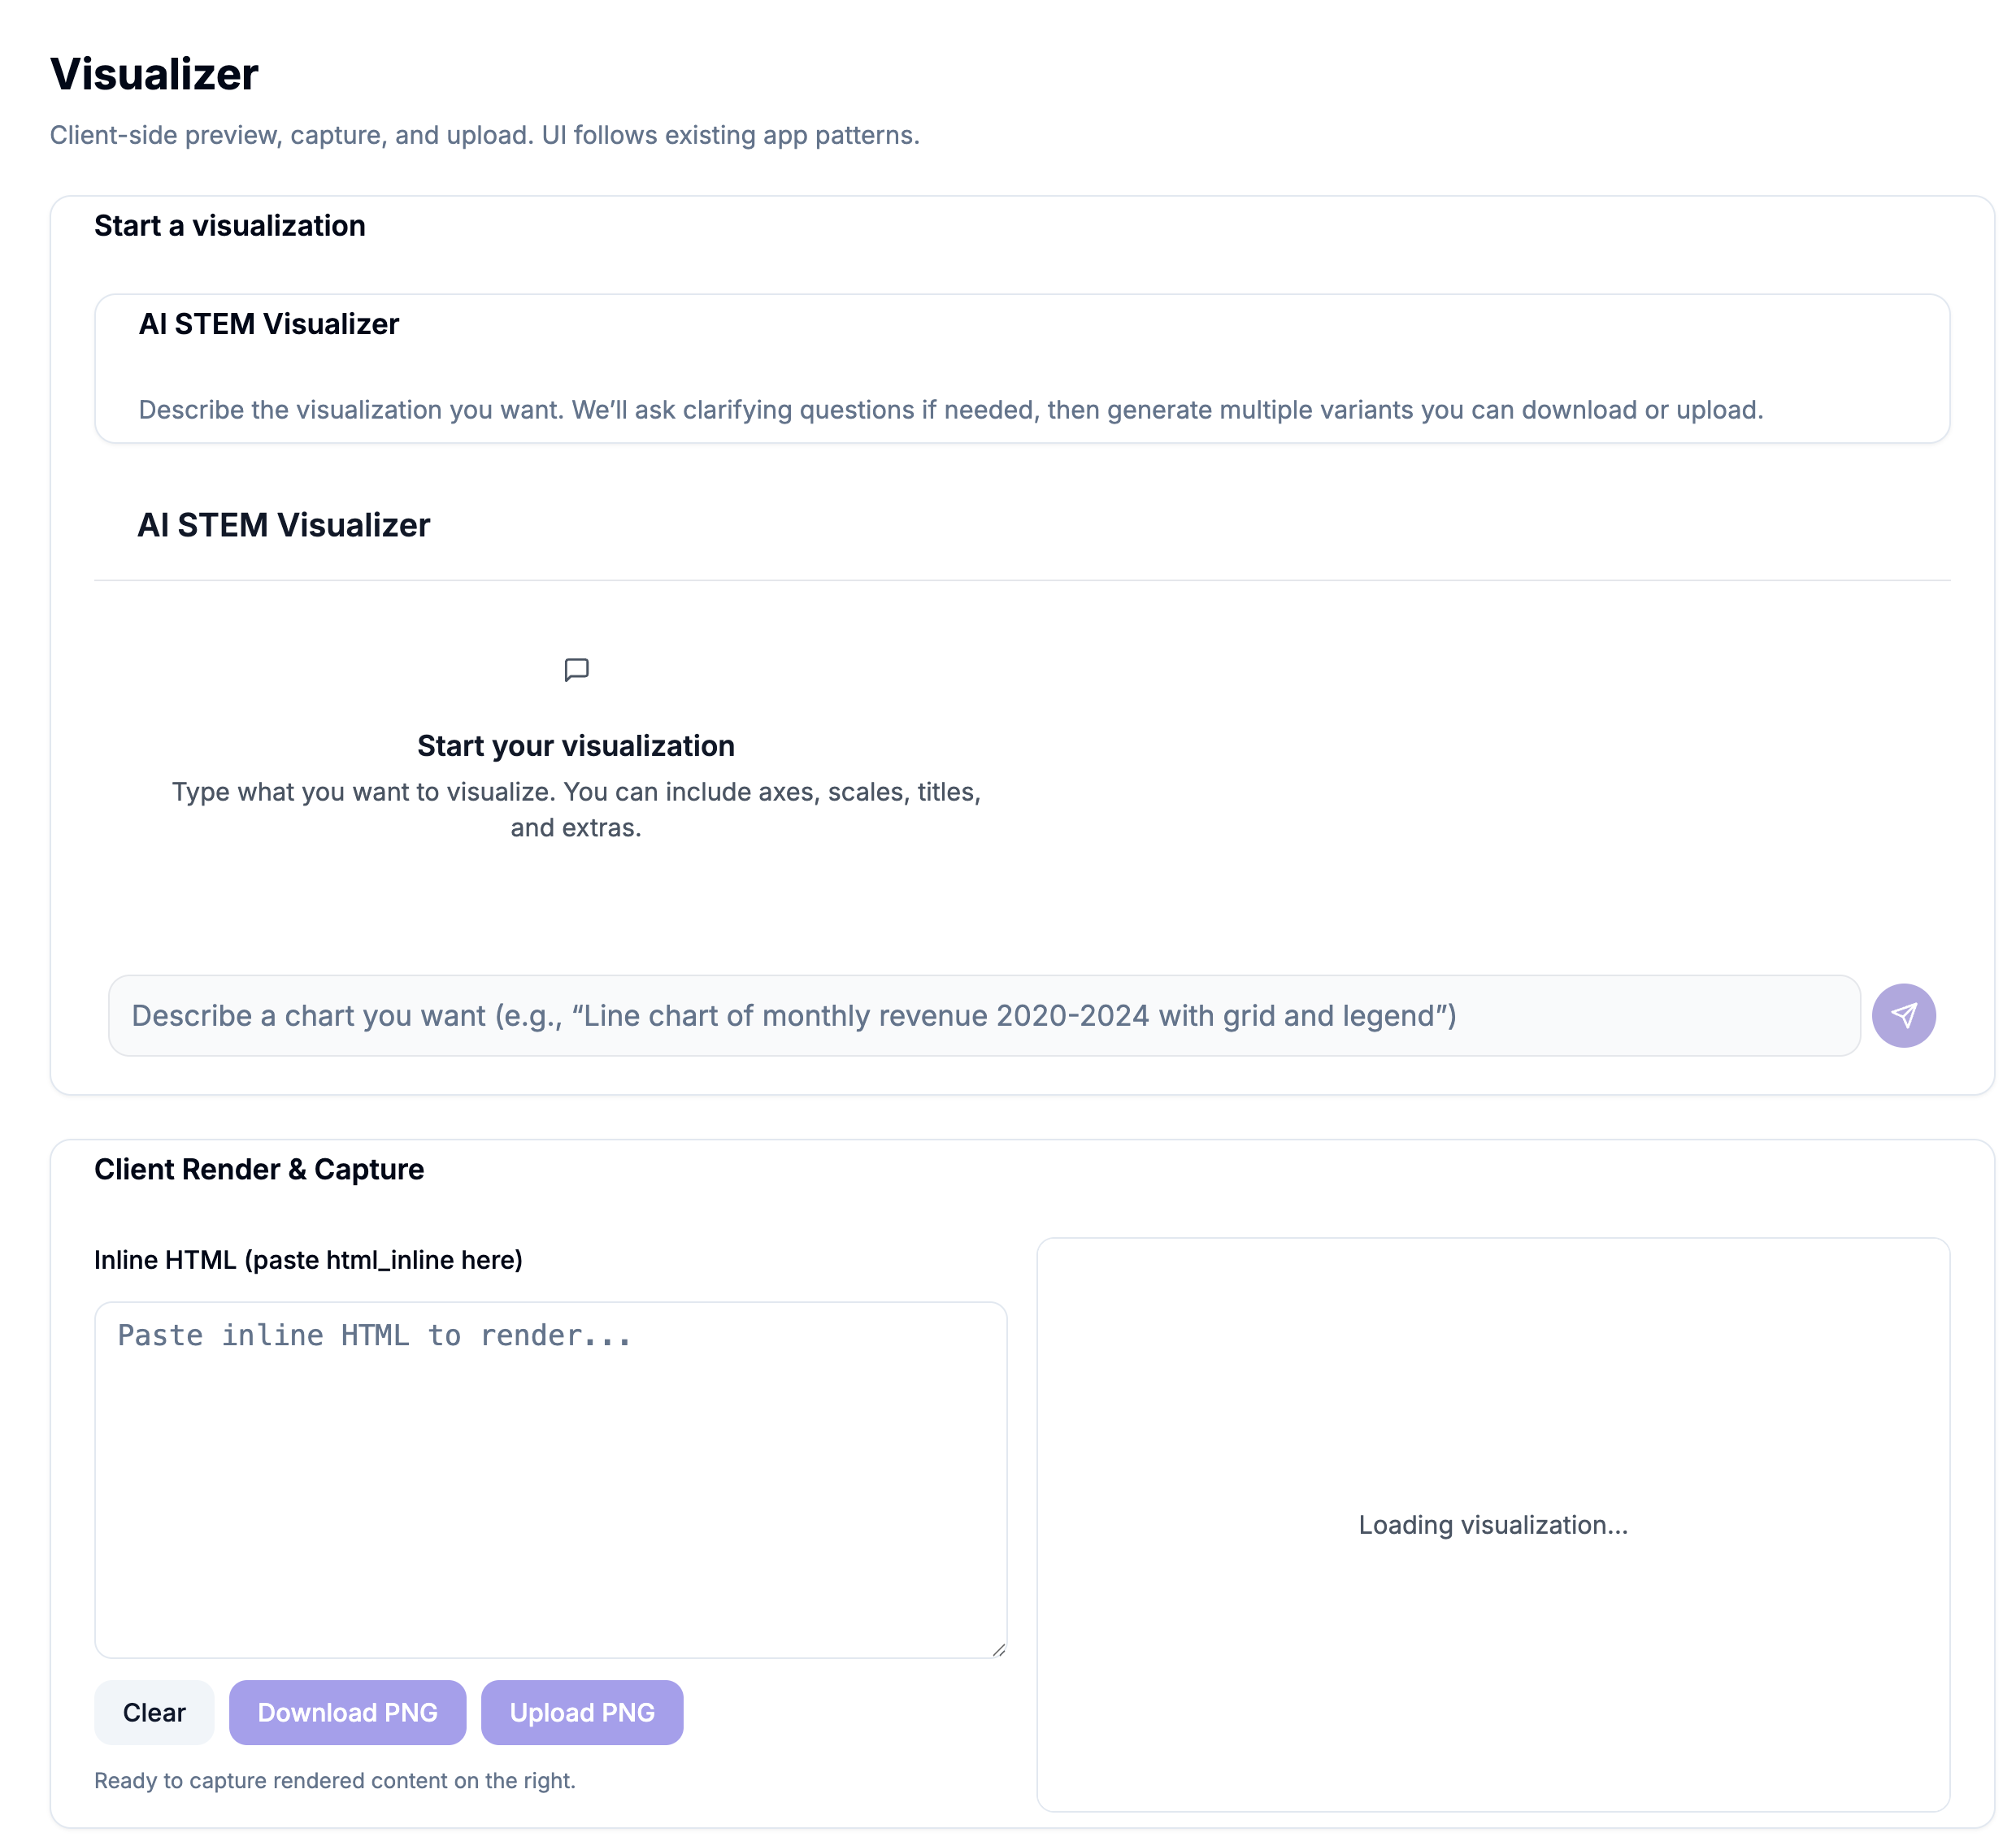 Visualizer
Client-side preview, capture, and upload. UI follows existing app patterns.
Start a visualization
AI STEM Visualizer
Describe the visualization you want. We’ll ask clarifying questions if needed, then generate multiple variants you can download or upload.
AI STEM Visualizer
Start your visualization
Type what you want to visualize. You can include axes, scales, titles,
and extras.
Describe a chart you want (e.g., “Line chart of monthly revenue 2020-2024 with grid and legend”)
Client Render & Capture
Inline HTML (paste html_inline here)
Paste inline HTML to render...
Loading visualization...
Clear
Download PNG
Upload PNG
Ready to capture rendered content on the right.